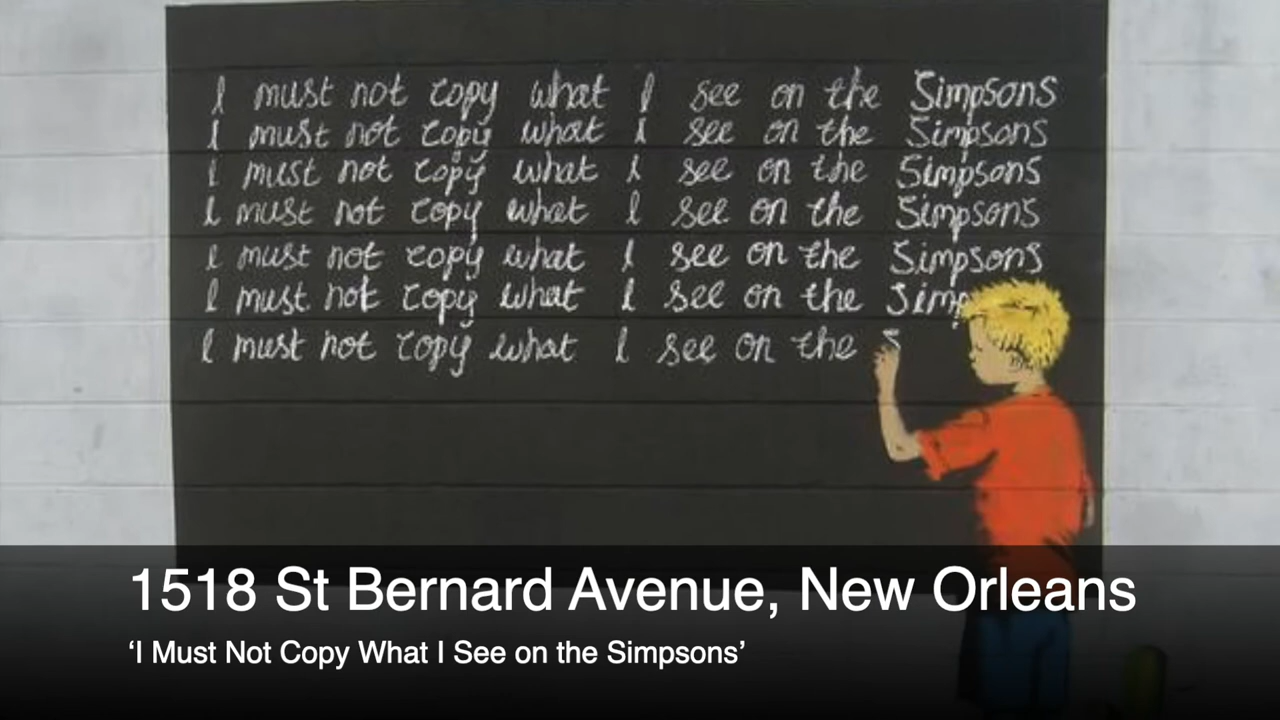 I must not copy what I see on the Simpsons
I must not copy what I see on the Simpsons
I must not copy what I see on the Simpsons
I must not copy what I see on the Simpsons
I must not copy what I see on the Simpsons
I must not copy what I see on the Simp
I must not copy what I see on the S
1518 St Bernard Avenue, New Orleans
‘I Must Not Copy What I See on the Simpsons’